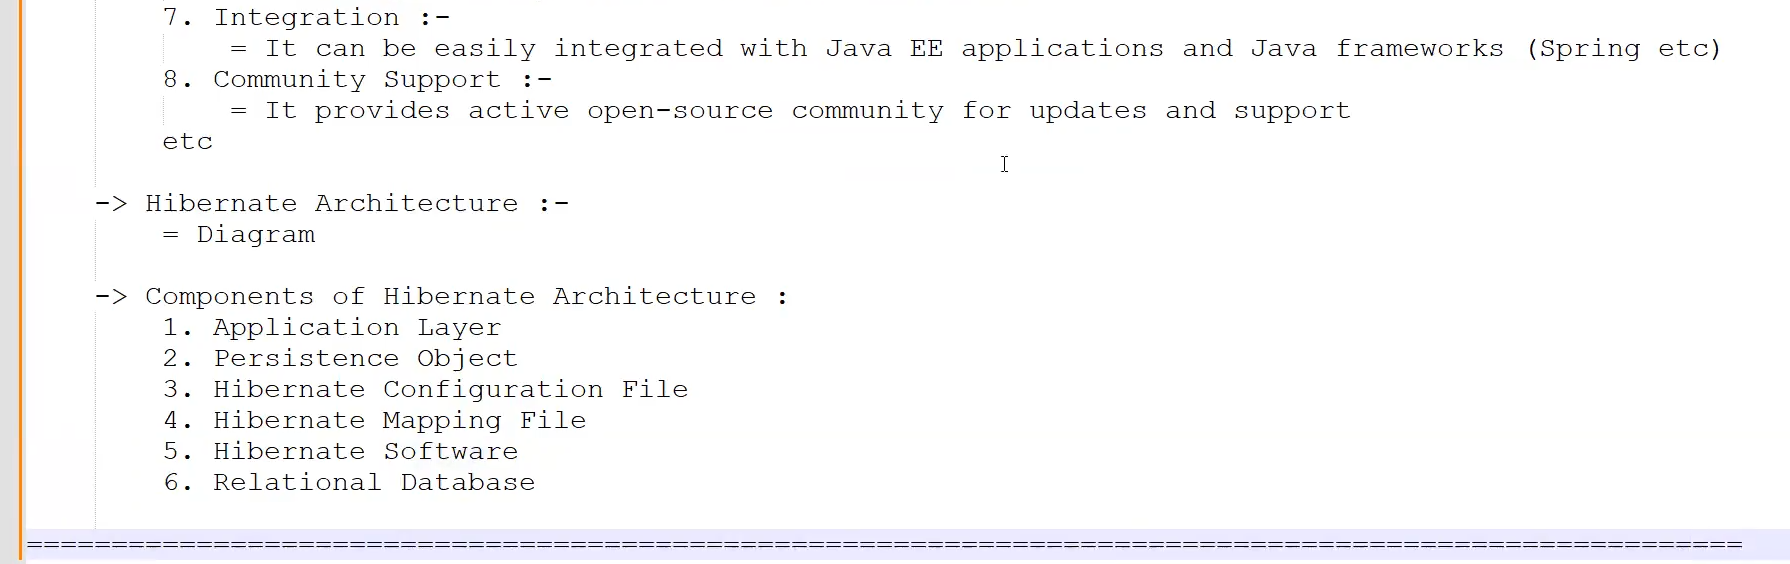 7. Integration :-
= It can be easily integrated with Java EE applications and Java frameworks (Spring etc)
8. Community Support :-
= It provides active open-source community for updates and support
etc
-> Hibernate Architecture :-
= Diagram
-> Components of Hibernate Architecture :
1. Application Layer
2. Persistence Object
3. Hibernate Configuration File
4. Hibernate Mapping File
5. Hibernate Software
6. Relational Database
=====================================================================================================